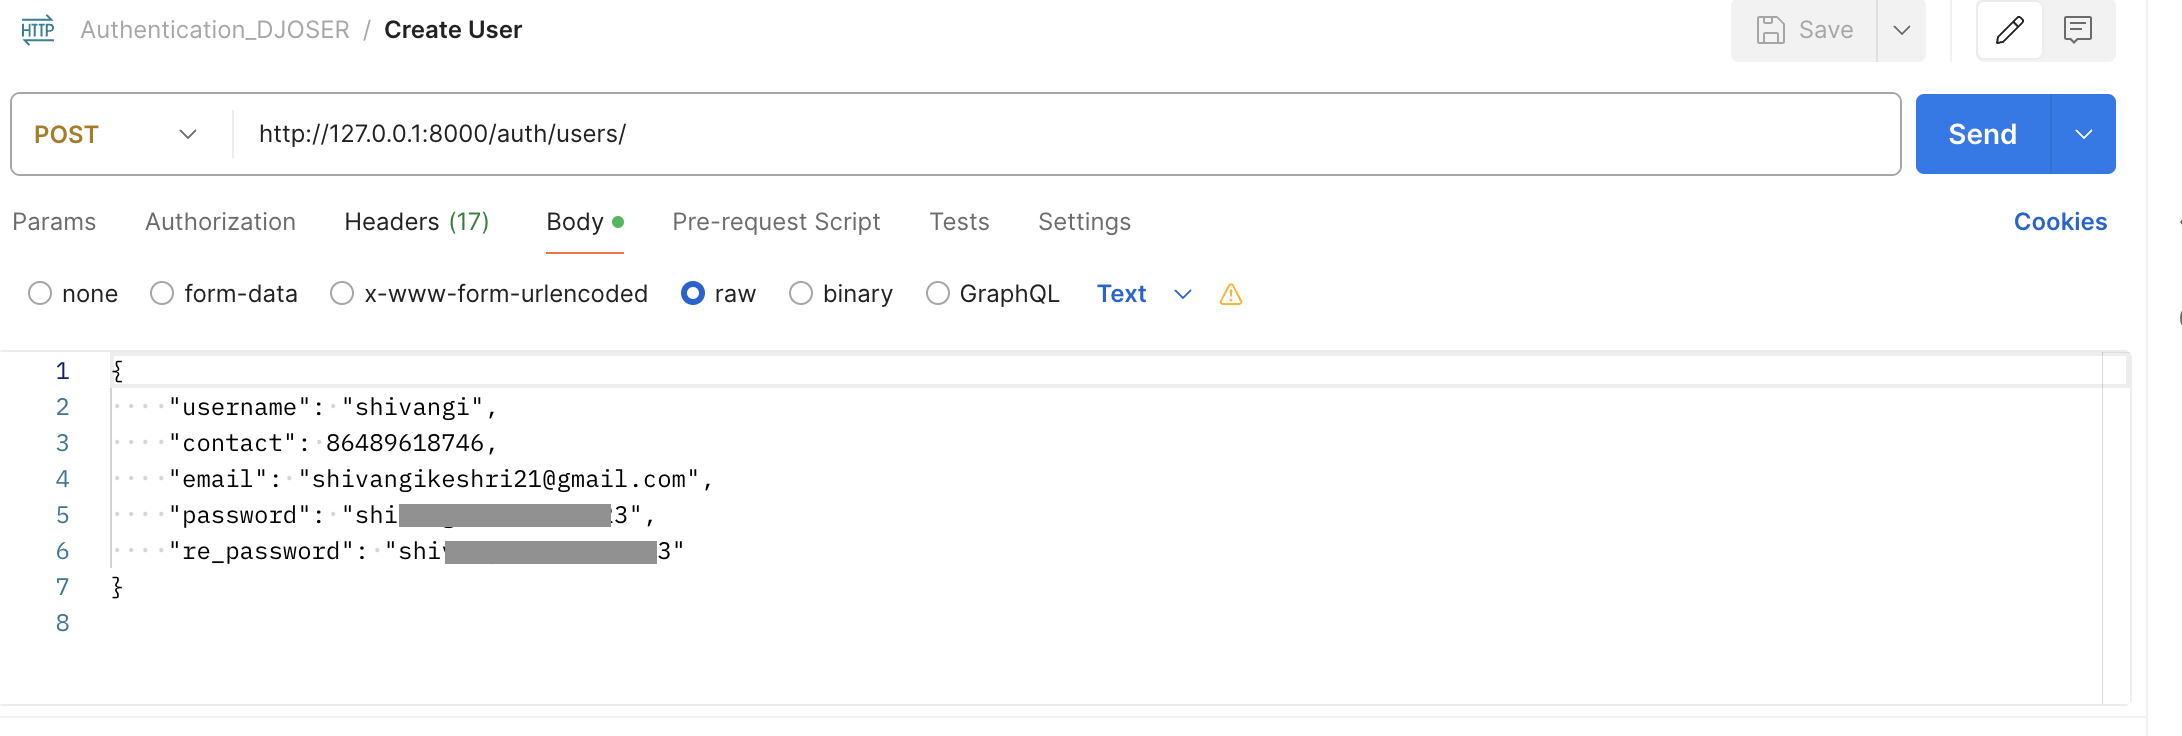 HTTP Authentication_DJOSER / Create User Save
POST http://127.0.0.1:8000/auth/users/ Send
Params Authorization Headers (17) Body Pre-request Script Tests Settings Cookies
none form-data x-www-form-urlencoded raw binary GraphQL Text
1 {
2 "username": "shivangi",
3 "contact": 86489618746,
4 "email": "shivangikeshri21@gmail.com",
5 "password": "shi 3",
6 "re_password": "shi 3"
7 }
8